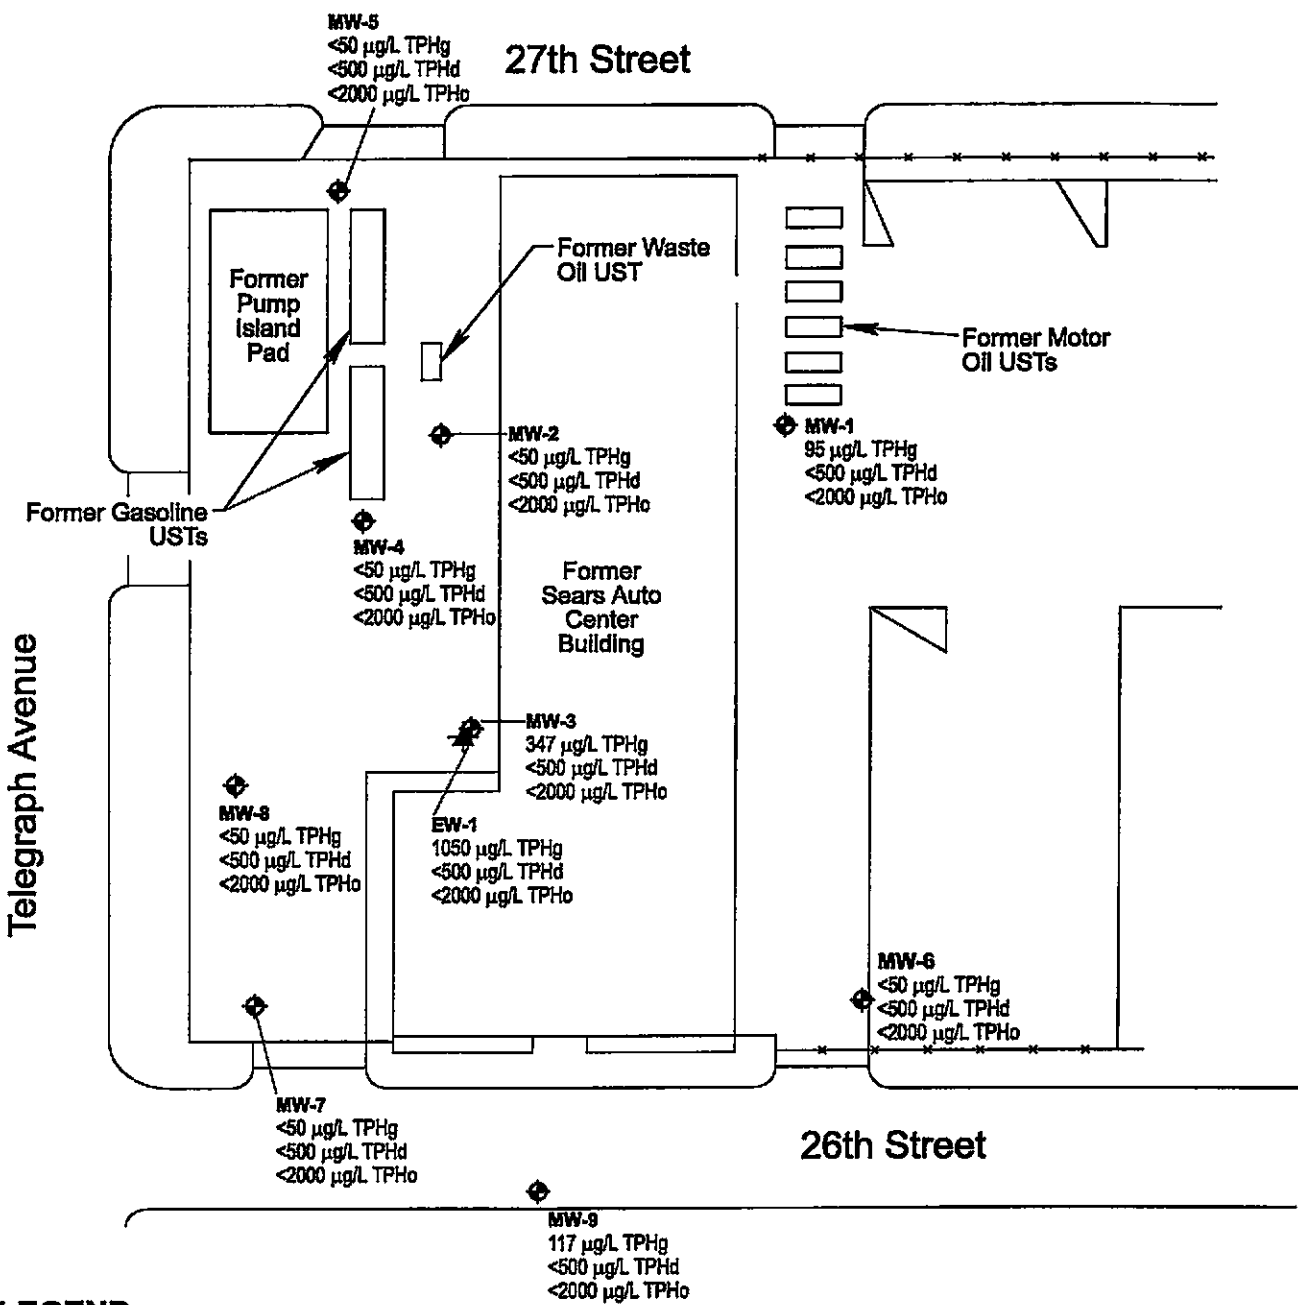 MW-5
<50 µg/L TPHg
<500 µg/L TPHd
<2000 µg/L TPHo
27th Street
Former
Pump
Island
Pad
Former Waste
Oil UST
Former Motor
Oil USTs
MW-2
<50 µg/L TPHg
<500 µg/L TPHd
<2000 µg/L TPHo
MW-1
95 µg/L TPHg
<500 µg/L TPHd
<2000 µg/L TPHo
Former Gasoline
USTs
MW-4
<50 µg/L TPHg
<500 µg/L TPHd
<2000 µg/L TPHo
Former
Sears Auto
Center
Building
Telegraph Avenue
MW-3
347 µg/L TPHg
<500 µg/L TPHd
<2000 µg/L TPHo
MW-8
<50 µg/L TPHg
<500 µg/L TPHd
<2000 µg/L TPHo
EW-1
1050 µg/L TPHg
<500 µg/L TPHd
<2000 µg/L TPHo
MW-6
<50 µg/L TPHg
<500 µg/L TPHd
<2000 µg/L TPHo
MW-7
<50 µg/L TPHg
<500 µg/L TPHd
<2000 µg/L TPHo
26th Street
MW-9
117 µg/L TPHg
<500 µg/L TPHd
<2000 µg/L TPHo